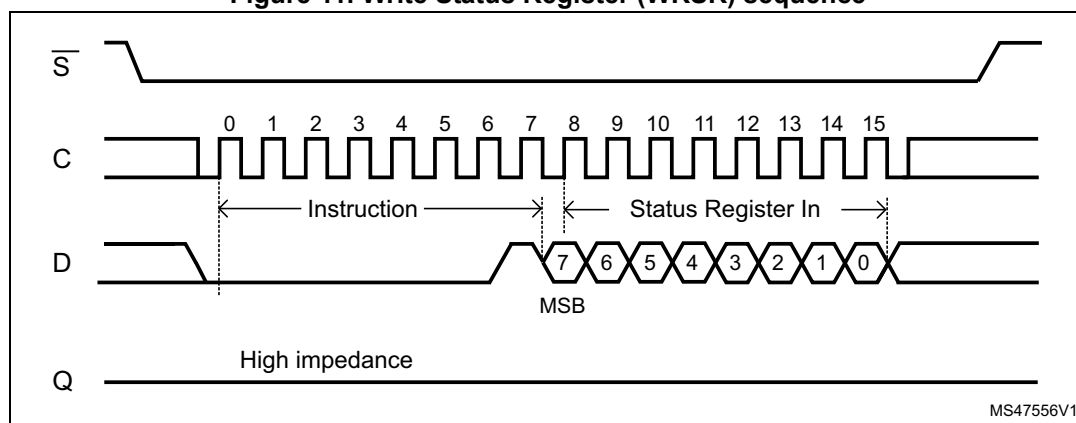 Figure 11. Write Status Register (WRSR) sequence
S
0 1 2 3 4 5 6 7 8 9 10 11 12 13 14 15
C
Instruction Status Register In
D 7 6 5 4 3 2 1 0
MSB
High impedance
Q
MS47556V1